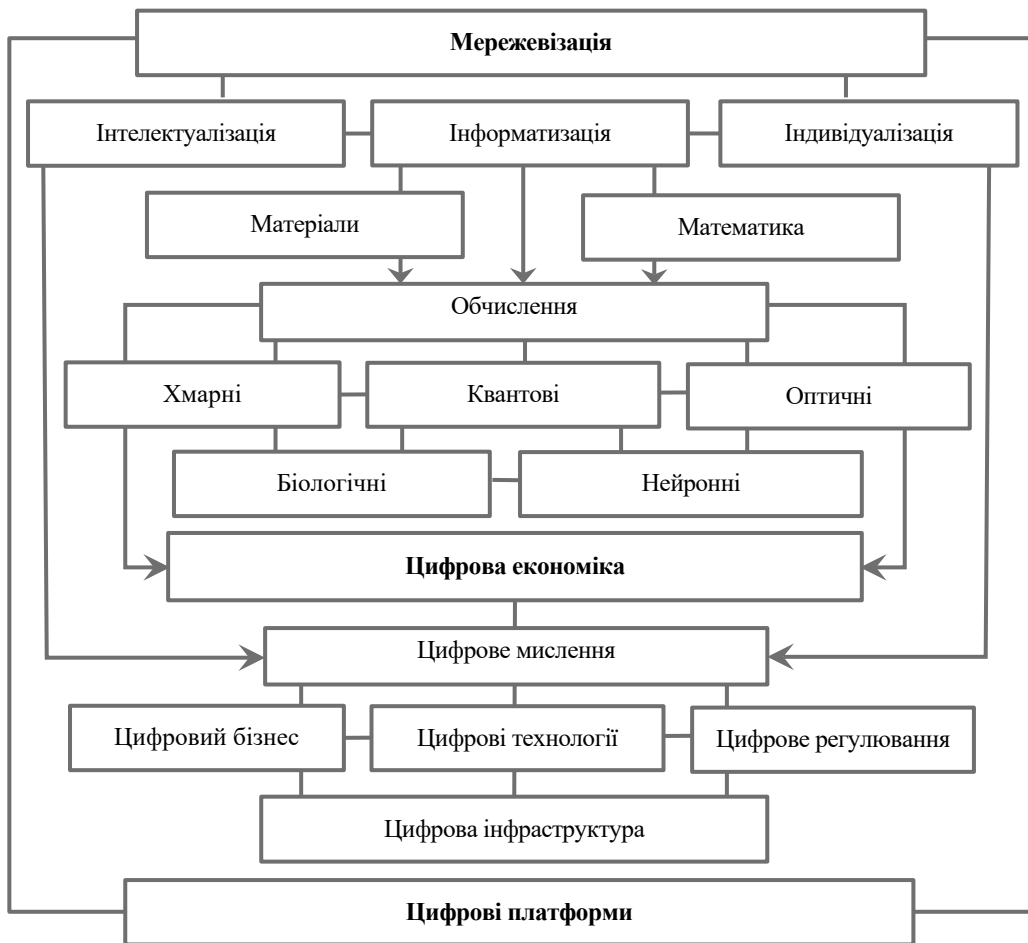 Мережевізація
Інтелектуалізація
Інформатизація
Індивідуалізація
Матеріали
Математика
Обчислення
Хмарні
Квантові
Оптичні
Біологічні
Нейронні
Цифрова економіка
Цифрове мислення
Цифровий бізнес
Цифрові технології
Цифрове регулювання
Цифрова інфраструктура
Цифрові платформи